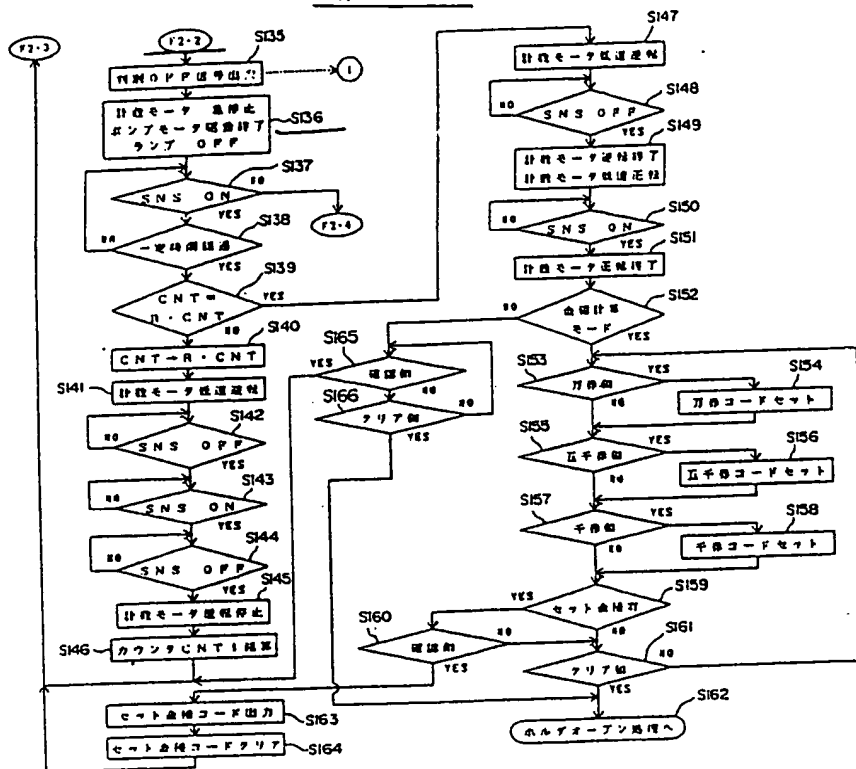 F2-3
F2-2
S135
判別OFF信号出力
1
計数モータ 急停止
ポンプモータ駆動終了
ランプ OFF
S136
S137
SNS ON
NO
YES
F2-4
S138
一定時間経過
NO
YES
S139
YES
NO
S140
CNT→R・CNT
S141
計数モータ低速逆転
S142
SNS OFF
NO
YES
S143
SNS ON
NO
YES
S144
SNS OFF
NO
YES
S145
計数モータ逆転停止
S146
カウンタCNT1減算
S147
計数モータ低速逆転
S148
SNS OFF
NO
YES
S149
計数モータ逆転終了
計数モータ低速正転
S150
SNS ON
NO
YES
S151
計数モータ正転終了
S152
金額計算
モード
NO
YES
S153
万券釦
YES
NO
S154
万券コードセット
S155
五千券釦
YES
NO
S156
五千券コードセット
S157
千券釦
YES
NO
S158
千券コードセット
S159
セット金種有
YES
NO
S160
確認釦
NO
YES
S161
クリア釦
NO
YES
S162
ホルダオープン処理へ
S165
確認釦
YES
NO
S166
クリア釦
NO
YES
セット金種コード出力
S163
セット金種コードクリア
S164